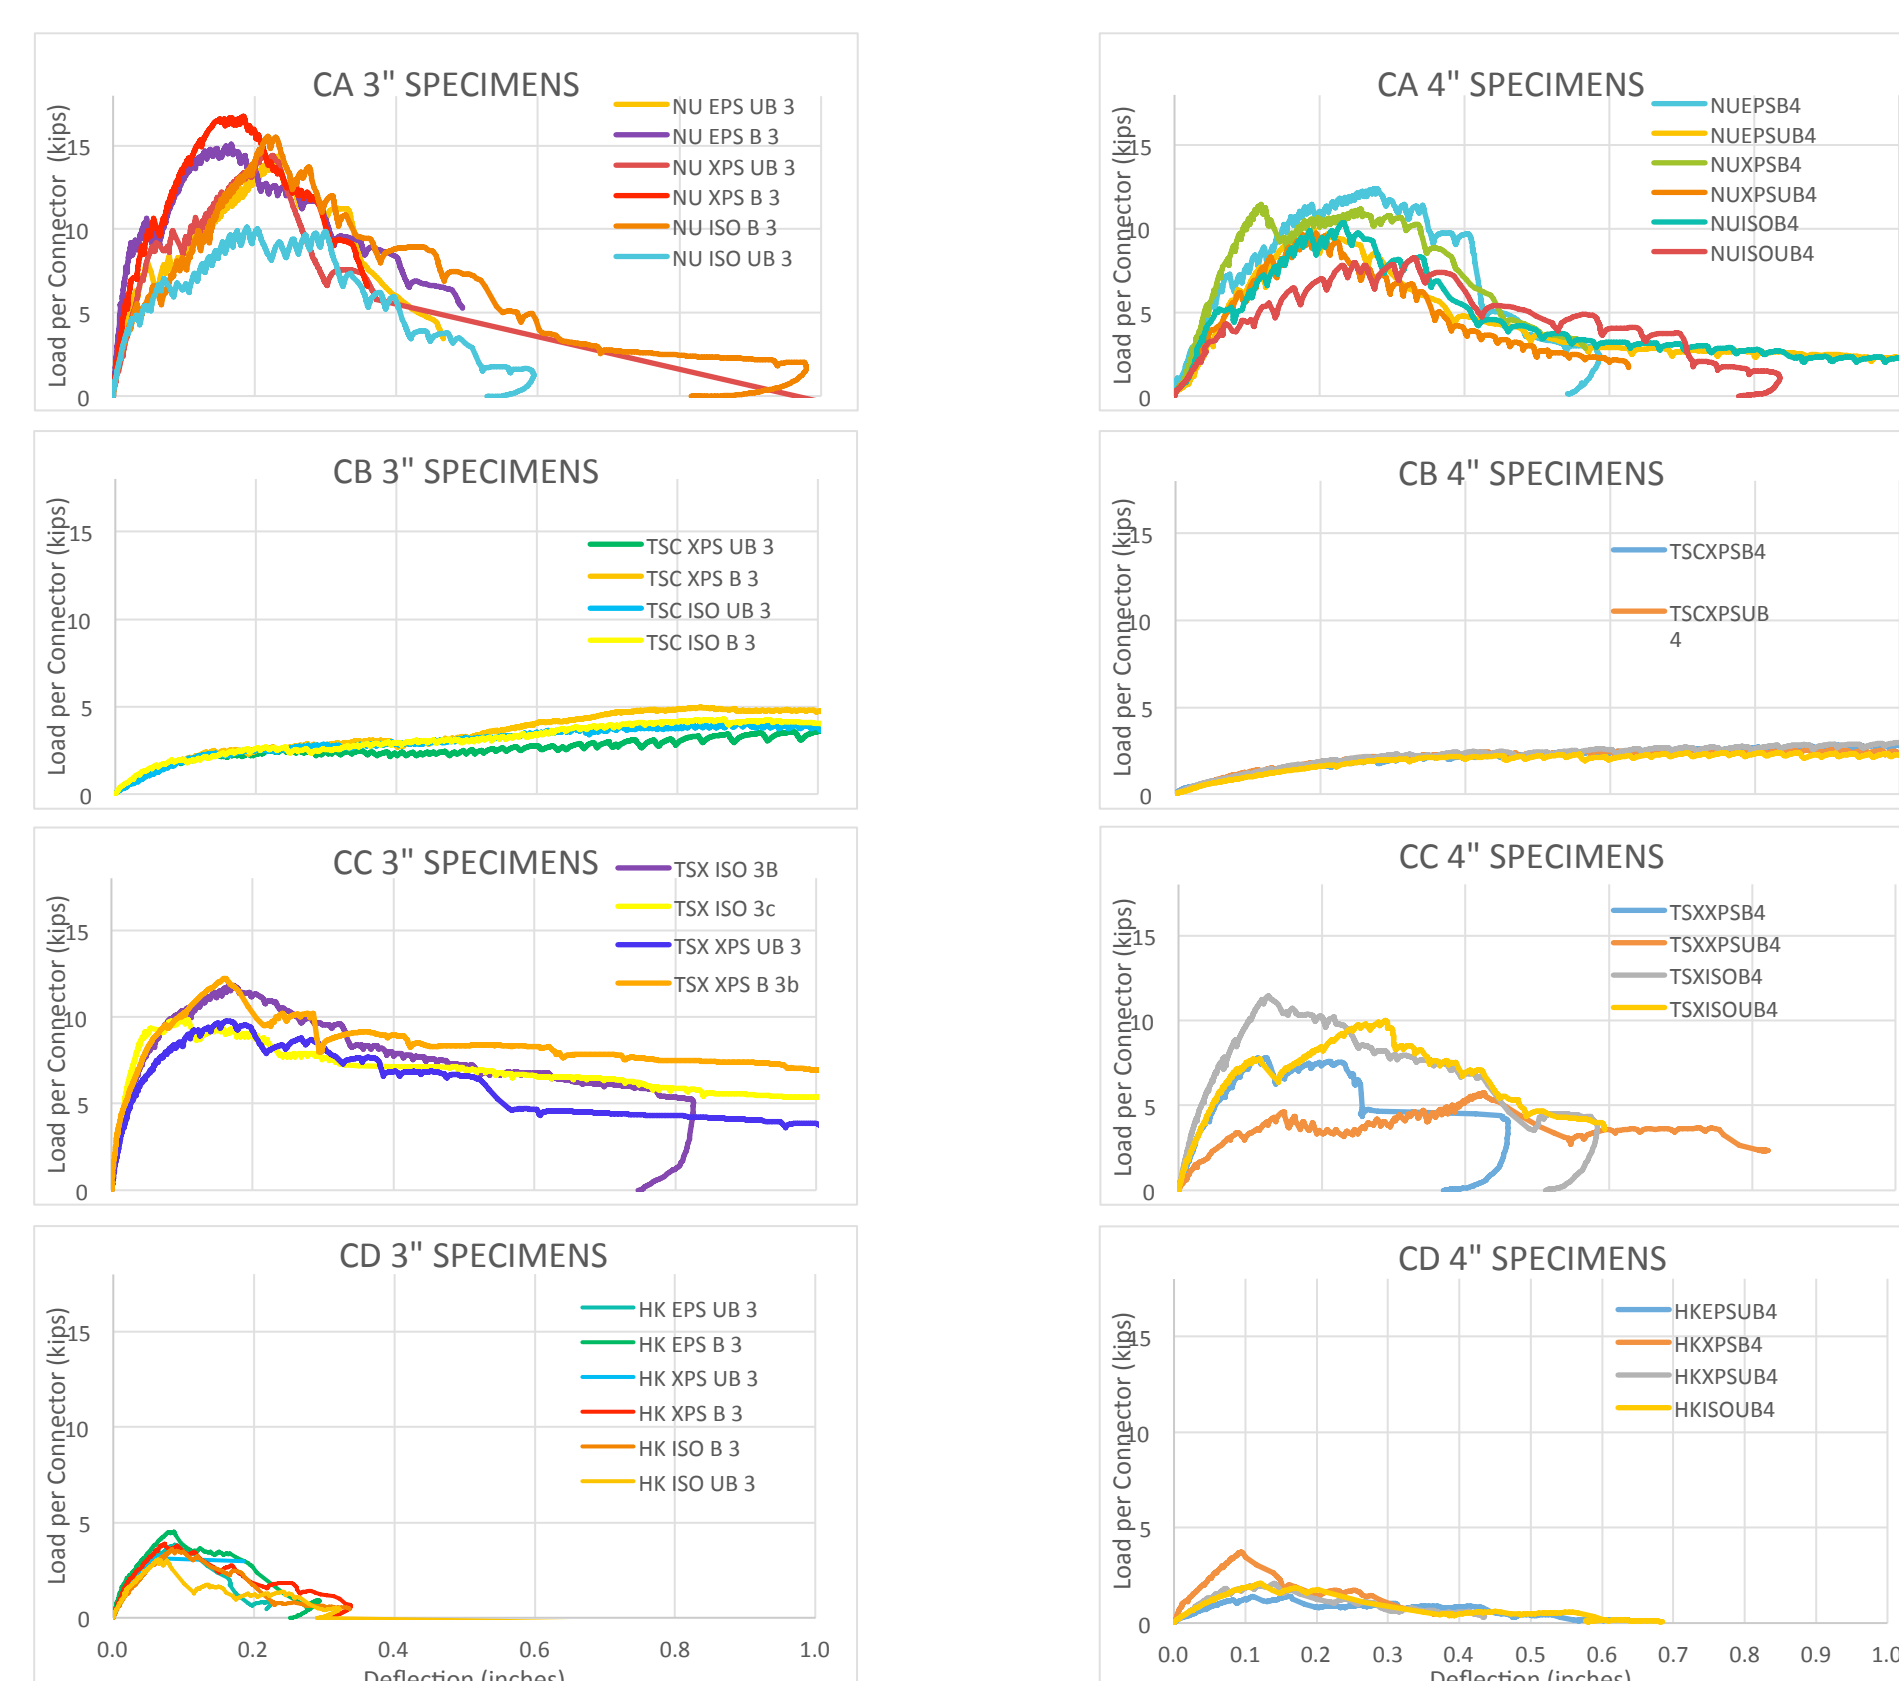 CA 3" SPECIMENS
Load per Connector (kips)
15
10
5
0
NU EPS UB 3
NU EPS B 3
NU XPS UB 3
NU XPS B 3
NU ISO B 3
NU ISO UB 3
CA 4" SPECIMENS
Load per Connector (kips)
15
10
5
0
NUEPSB4
NUEPSUB4
NUXPSB4
NUXPSUB4
NUISOB4
NUISOUB4
CB 3" SPECIMENS
Load per Connector (kips)
15
10
5
0
TSC XPS UB 3
TSC XPS B 3
TSC ISO UB 3
TSC ISO B 3
CB 4" SPECIMENS
Load per Connector (kips)
15
10
5
0
TSCXPSB4
TSCXPSUB
4
CC 3" SPECIMENS
Load per Connector (kips)
15
10
5
0
TSX ISO 3B
TSX ISO 3c
TSX XPS UB 3
TSX XPS B 3b
CC 4" SPECIMENS
Load per Connector (kips)
15
10
5
0
TSXXPSB4
TSXXPSUB4
TSXISOB4
TSXISOUB4
CD 3" SPECIMENS
Load per Connector (kips)
15
10
5
0
HK EPS UB 3
HK EPS B 3
HK XPS UB 3
HK XPS B 3
HK ISO B 3
HK ISO UB 3
0.0 0.2 0.4 0.6 0.8 1.0
Deflection (inches)
CD 4" SPECIMENS
Load per Connector (kips)
15
10
5
0
HKEPSUB4
HKXPSB4
HKXPSUB4
HKISOUB4
0.0 0.1 0.2 0.3 0.4 0.5 0.6 0.7 0.8 0.9 1.0
Deflection (inches)